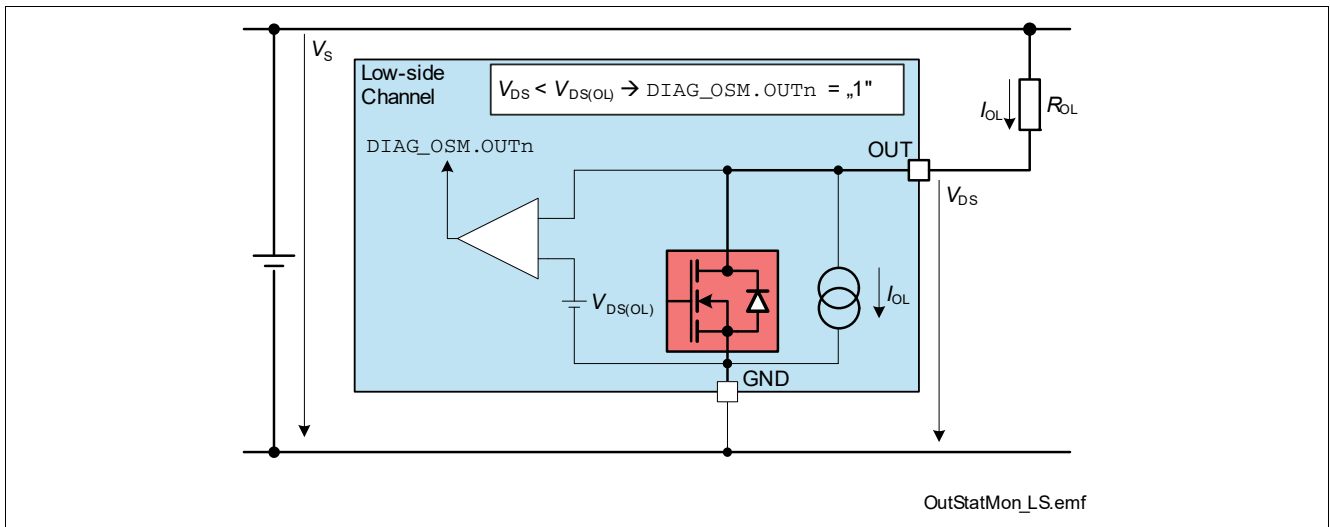 VS
Low-side
Channel
VDS < VDS(OL) → DIAG_OSM.OUTn = „1"
DIAG_OSM.OUTn
OUT
IOL
ROL
VDS
VDS(OL)
IOL
GND
OutStatMon_LS.emf